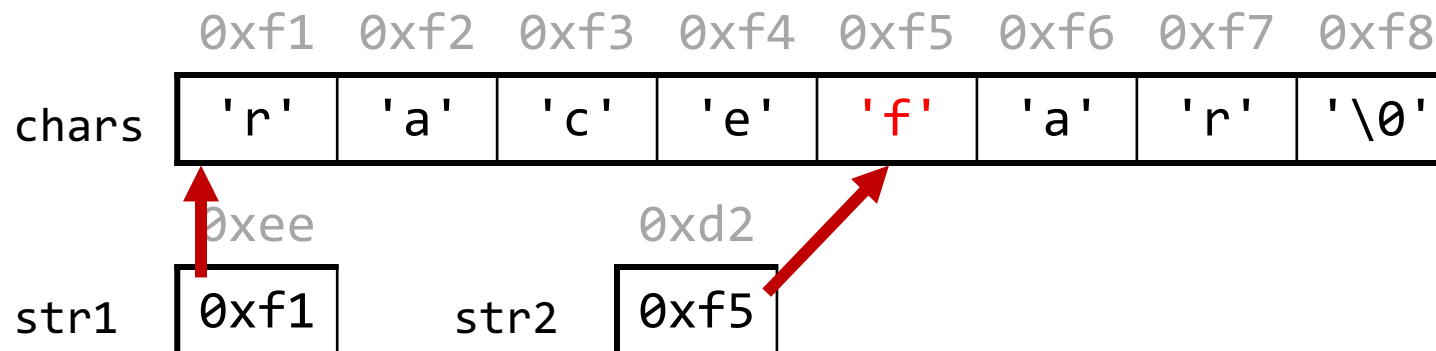 0xf1 0xf2 0xf3 0xf4 0xf5 0xf6 0xf7 0xf8
chars 'r' 'a' 'c' 'e' 'f' 'a' 'r' '\0'
0xee 0xd2
str1 0xf1 str2 0xf5